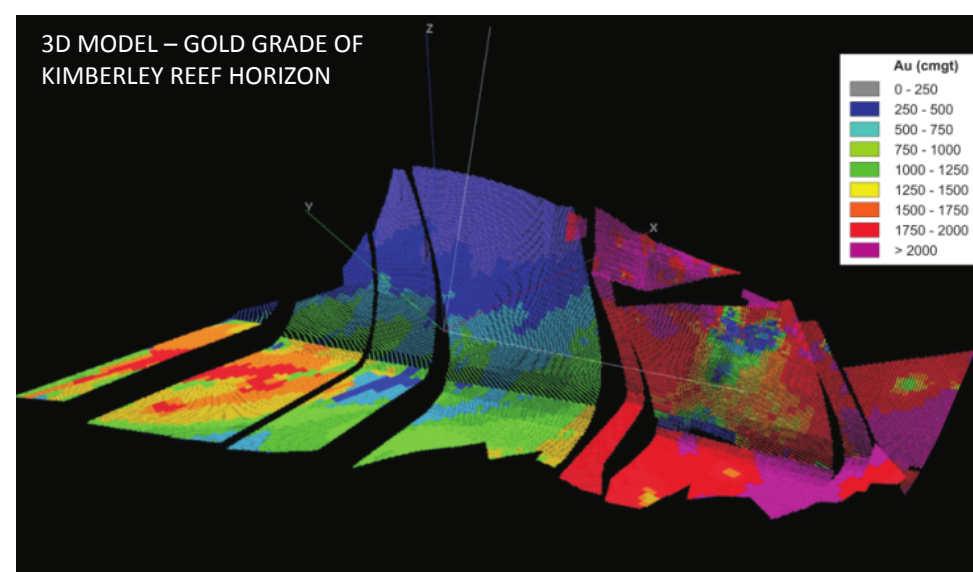 3D MODEL – GOLD GRADE OF
KIMBERLEY REEF HORIZON
Z
Y
X
Au (cmgt)
0 - 250
250 - 500
500 - 750
750 - 1000
1000 - 1250
1250 - 1500
1500 - 1750
1750 - 2000
> 2000